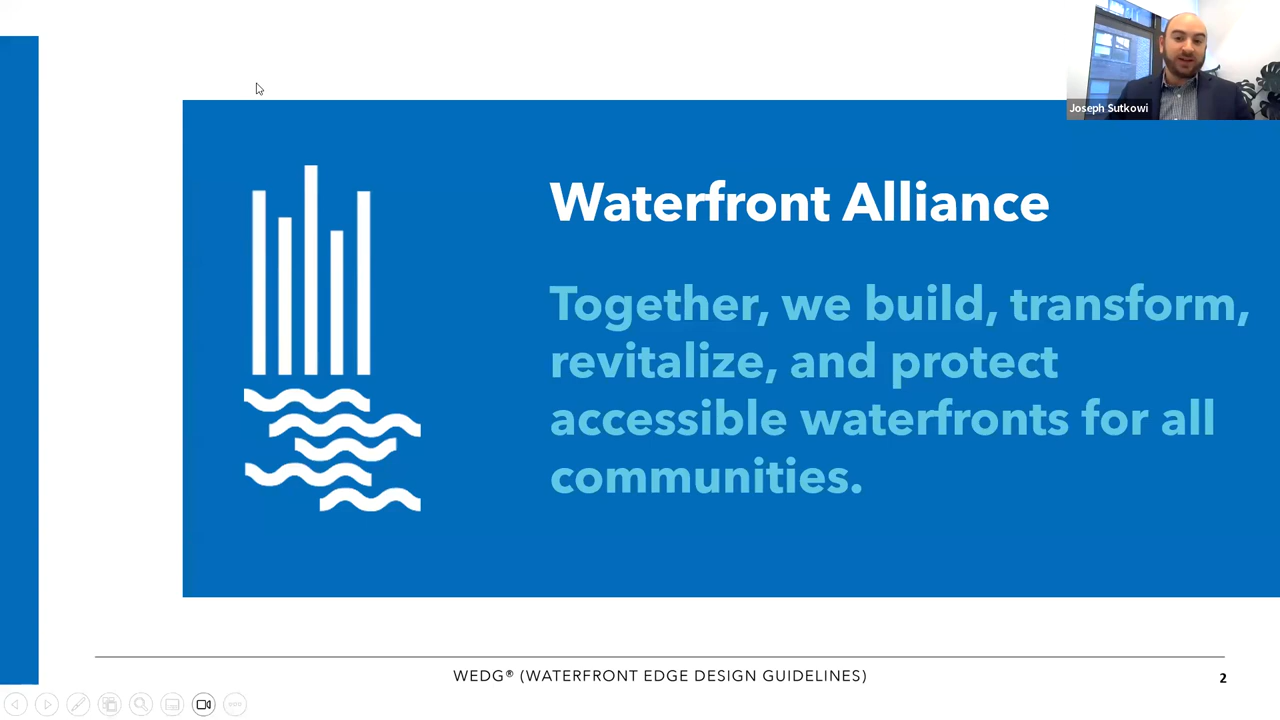 Joseph Sutkowi
Waterfront Alliance
Together, we build, transform,
revitalize, and protect
accessible waterfronts for all
communities.
WEDG® (WATERFRONT EDGE DESIGN GUIDELINES)
2